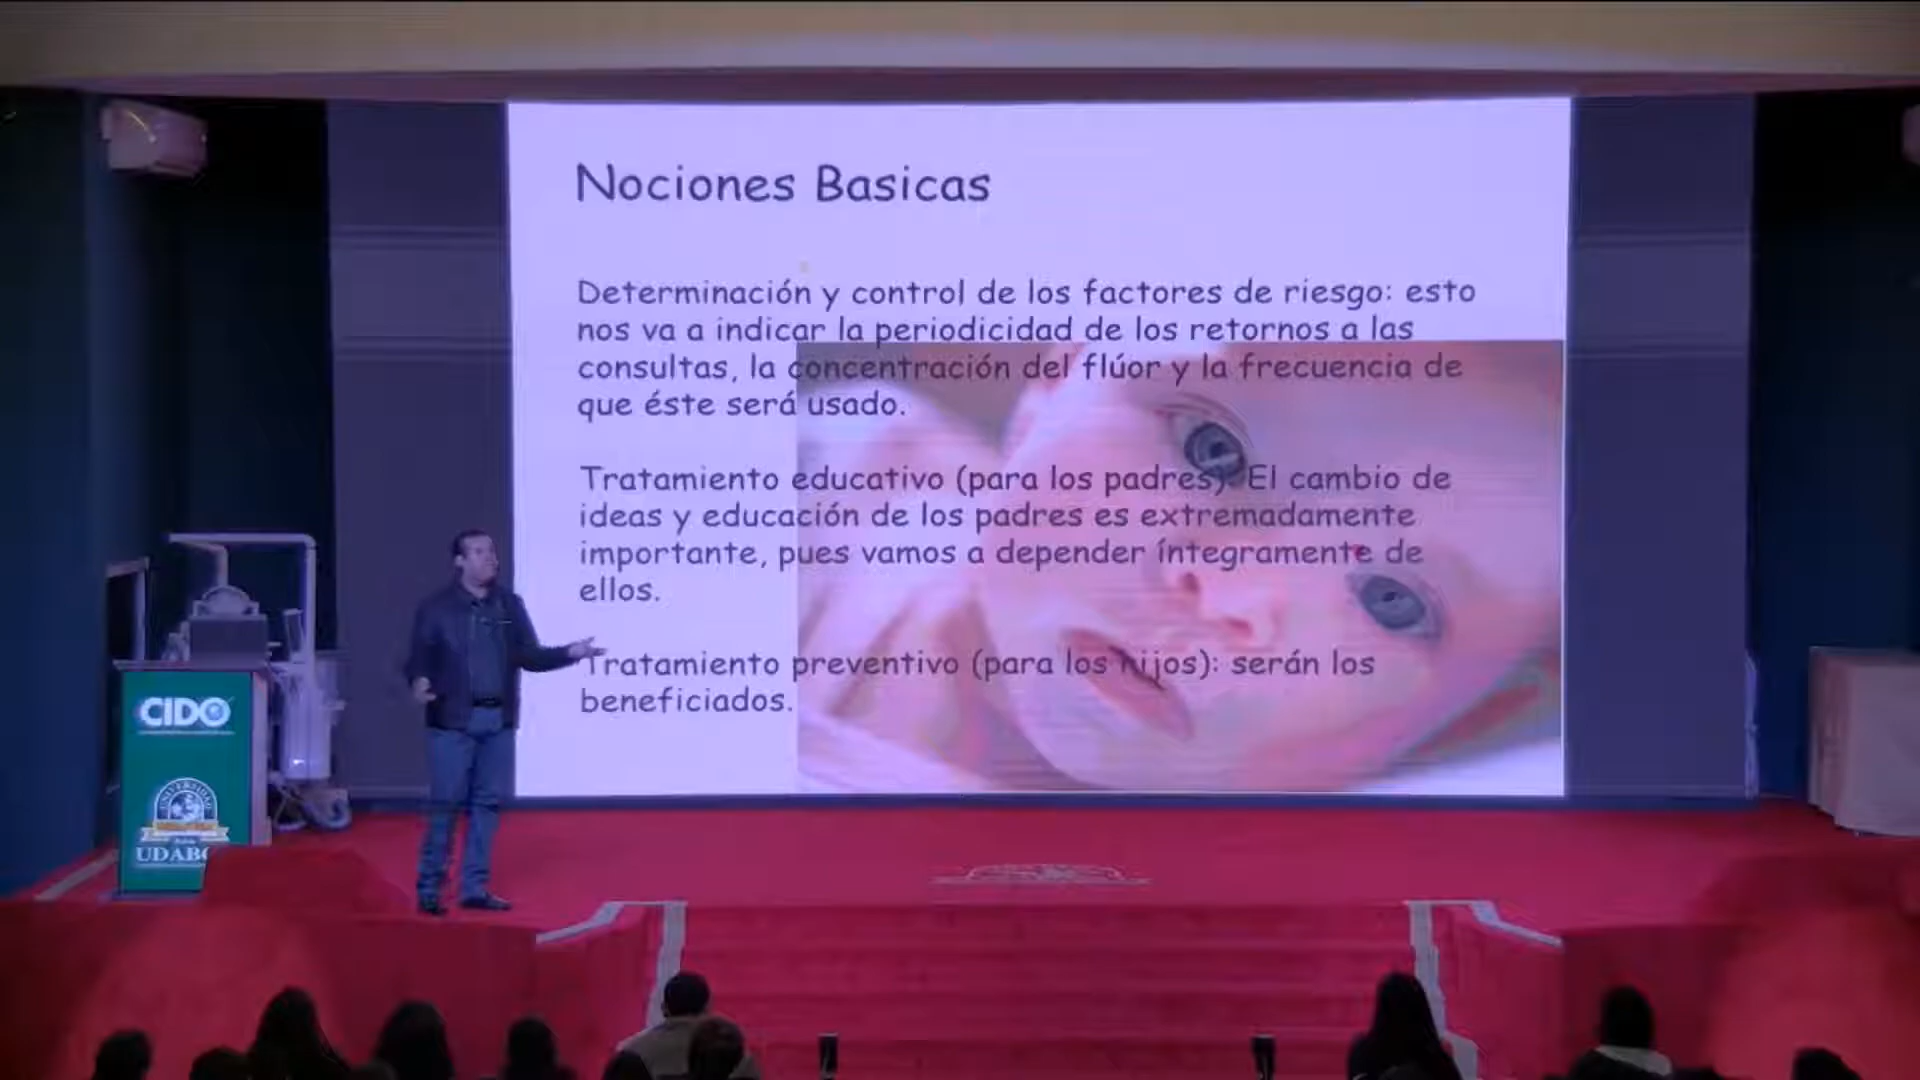 Nociones Basicas
Determinación y control de los factores de riesgo: esto
nos va a indicar la periodicidad de los retornos a las
consultas, la concentración del flúor y la frecuencia de
que éste será usado.
Tratamiento educativo (para los padres): El cambio de
ideas y educación de los padres es extremadamente
importante, pues vamos a depender íntegramente de
ellos.
Tratamiento preventivo (para los hijos): serán los
beneficiados.
CIDO
UNIVERSIDAD
UDABO